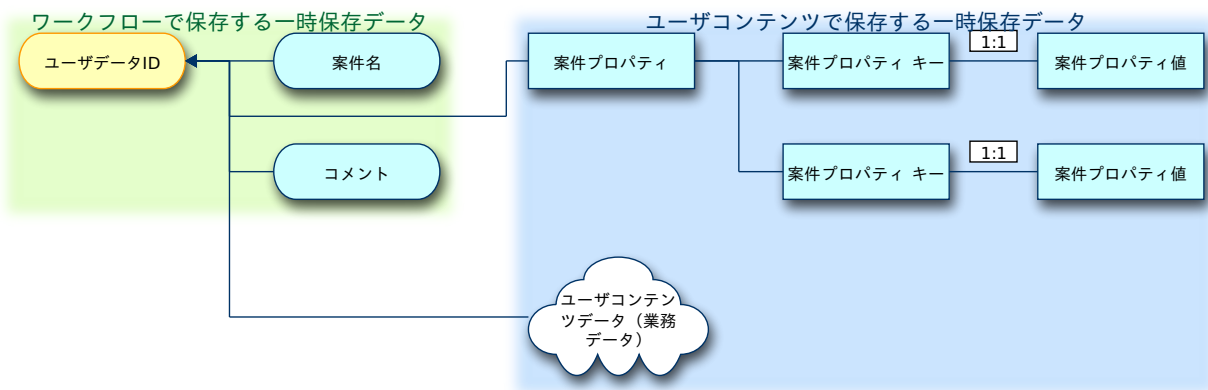 ワークフローで保存する一時保存データ
ユーザコンテンツで保存する一時保存データ
ユーザデータID
案件名
案件プロパティ
案件プロパティ キー
1:1
案件プロパティ値
コメント
案件プロパティ キー
1:1
案件プロパティ値
ユーザコンテン
ツデータ（業務
データ）